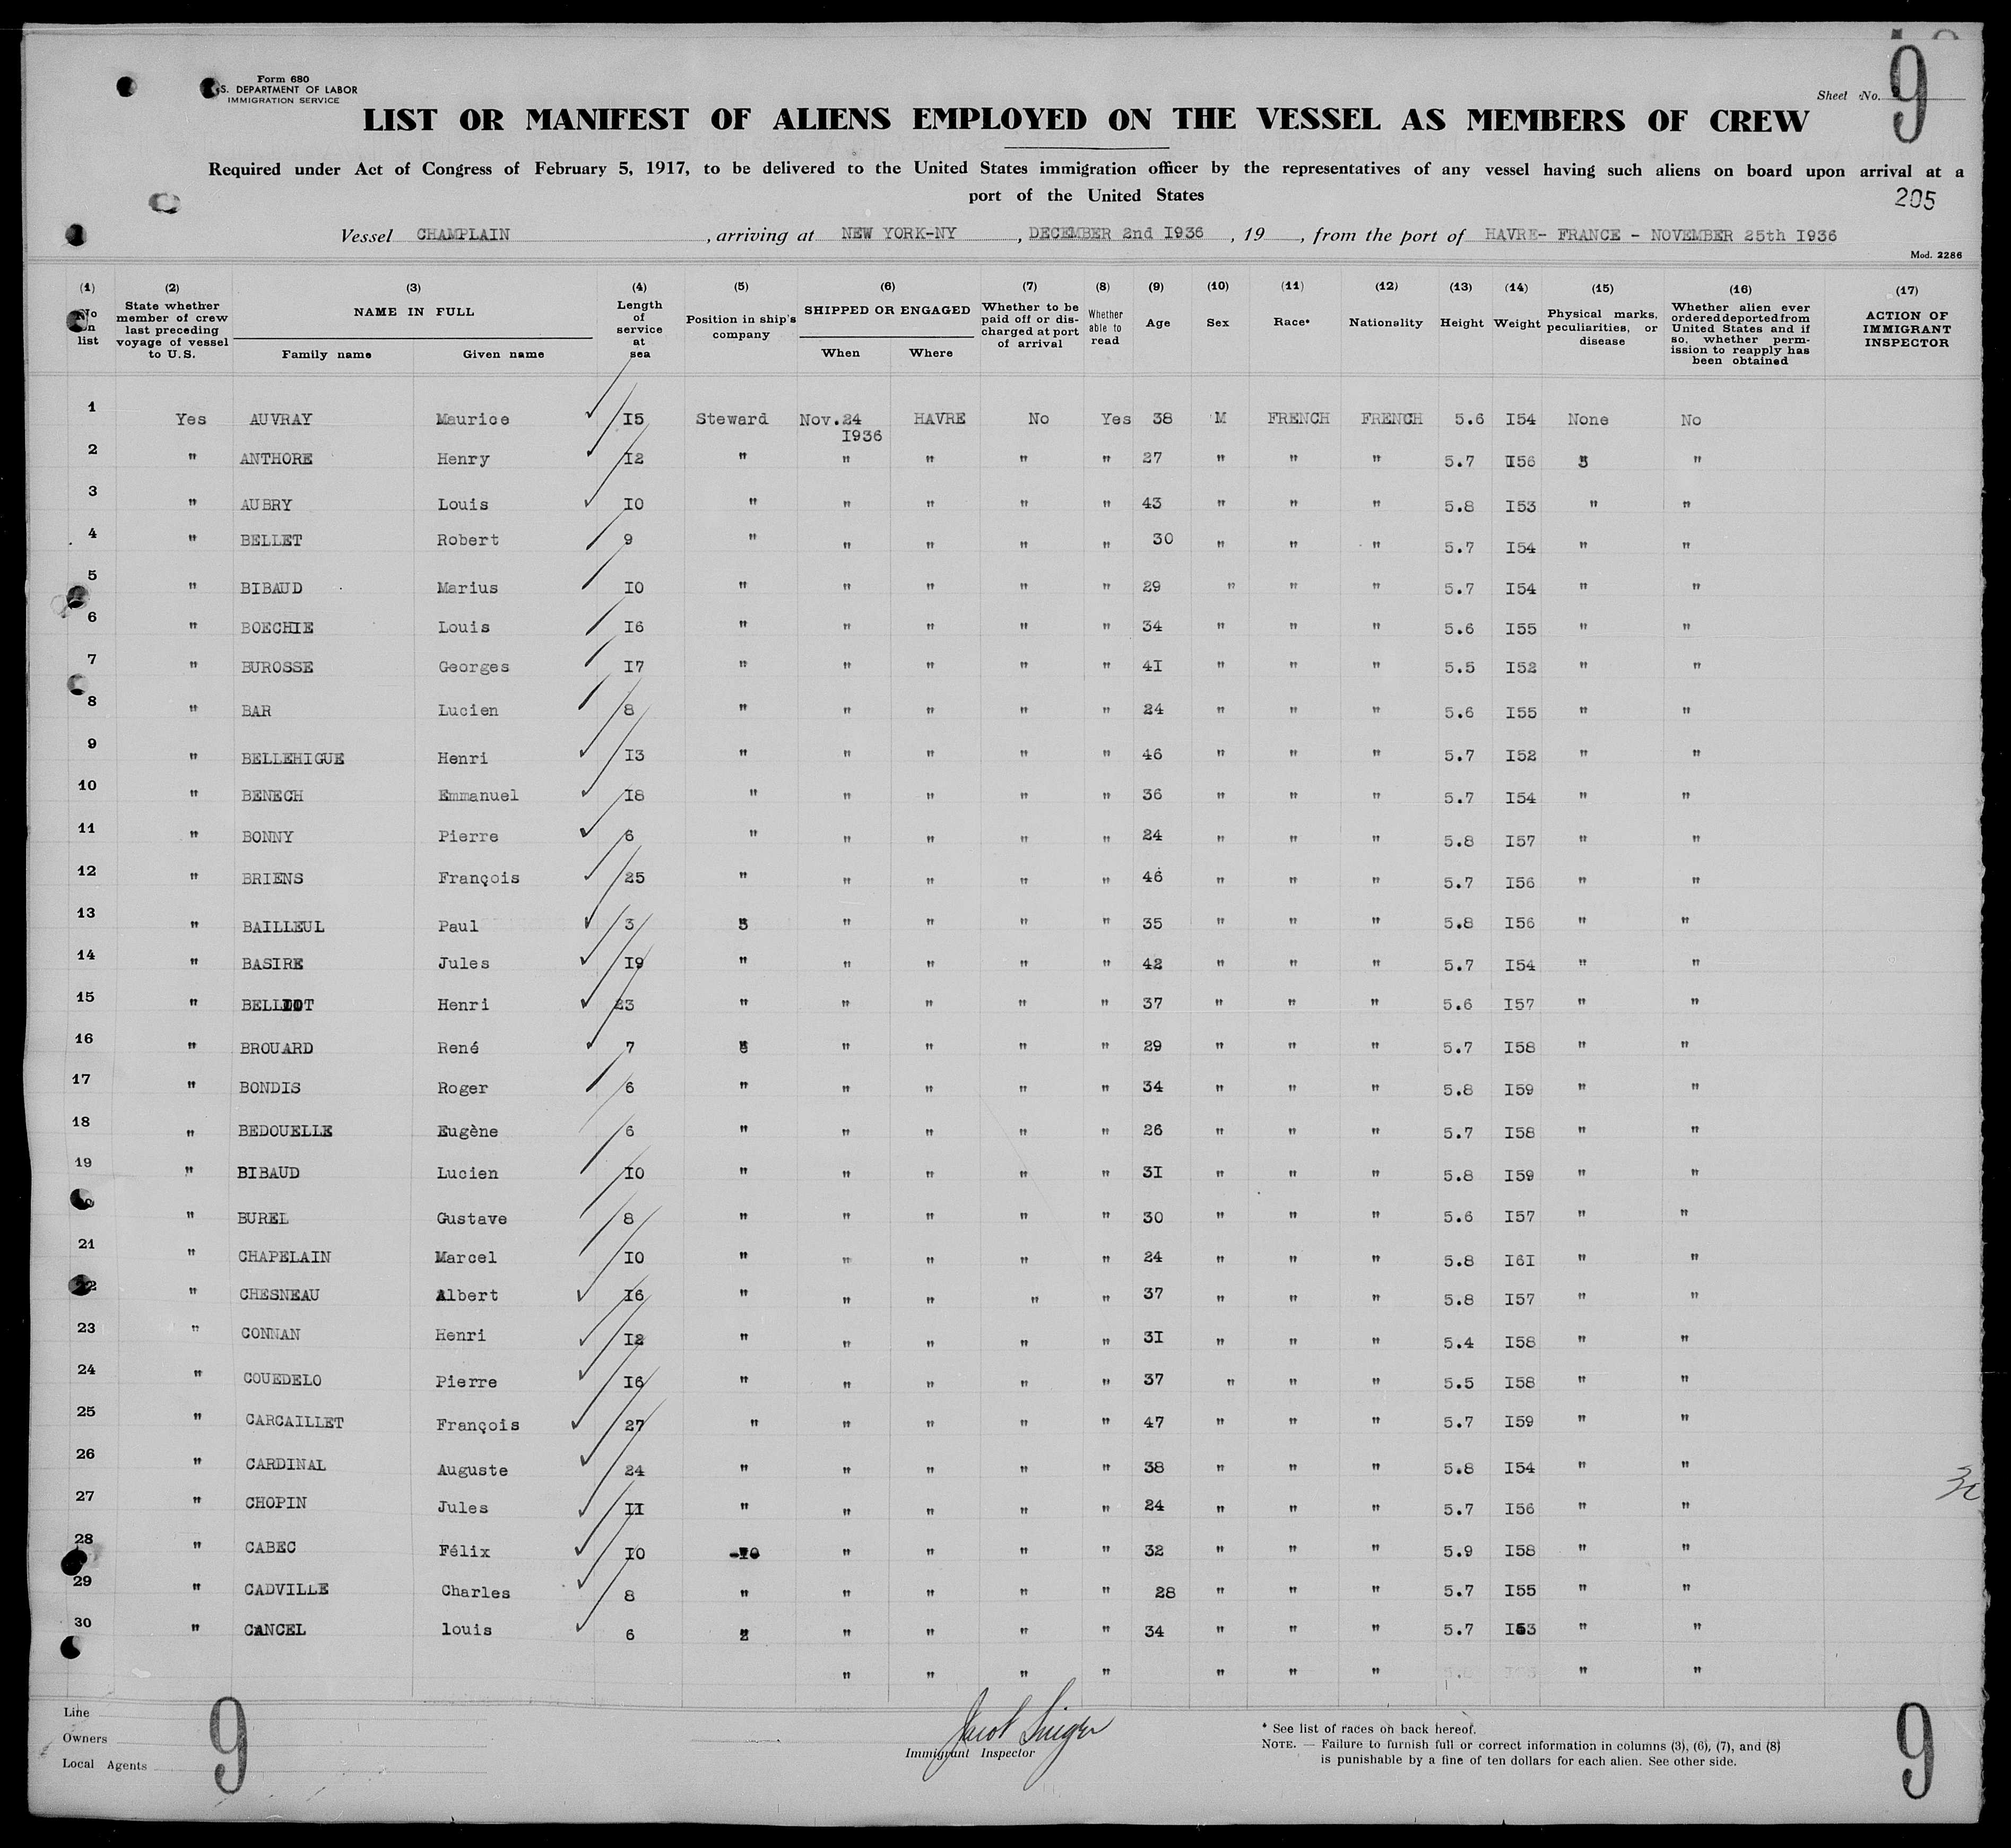 Form 680
S. DEPARTMENT OF LABOR
IMMIGRATION SERVICE
Sheet No. 9
LIST OR MANIFEST OF ALIENS EMPLOYED ON THE VESSEL AS MEMBERS OF CREW
Required under Act of Congress of February 5, 1917, to be delivered to the United States immigration officer by the representatives of any vessel having such aliens on board upon arrival at a
port of the United States
205
Vessel CHAMPLAIN , arriving at NEW YORK-NY , DECEMBER 2nd I936 , 19 , from the port of HAVRE- FRANCE - NOVEMBER 25th I936
Mod. 2286
(1) No on list (2) State whether member of crew last preceding voyage of vessel to U.S. (3) NAME IN FULL Family name Given name (4) Length of service at sea (5) Position in ship's company (6) SHIPPED OR ENGAGED When Where (7) Whether to be paid off or discharged at port of arrival (8) Whether able to read (9) Age (10) Sex (11) Race* (12) Nationality (13) Height (14) Weight (15) Physical marks, peculiarities, or disease (16) Whether alien ever ordered deported from United States and if so, whether permission to reapply has been obtained (17) ACTION OF IMMIGRANT INSPECTOR
1 Yes AUVRAY Maurice I5 Steward Nov.24 I936 HAVRE No Yes 38 M FRENCH FRENCH 5.6 I54 None No
2 " ANTHORE Henry I2 " " " " " 27 " " " 5.7 I56 " "
3 " AUBRY Louis I0 " " " " " 43 " " " 5.8 I53 " "
4 " BELLET Robert 9 " " " " " 30 " " " 5.7 I54 " "
5 " BIBAUD Marius I0 " " " " " 29 " " " 5.7 I54 " "
6 " BOECHIE Louis I6 " " " " " 34 " " " 5.6 I55 " "
7 " BUROSSE Georges I7 " " " " " 4I " " " 5.5 I52 " "
8 " BAR Lucien 8 " " " " " 24 " " " 5.6 I55 " "
9 " BELLEHIGUE Henri I3 " " " " " 46 " " " 5.7 I52 " "
10 " BENECH Emmanuel I8 " " " " " 36 " " " 5.7 I54 " "
11 " BONNY Pierre 6 " " " " " 24 " " " 5.8 I57 " "
12 " BRIENS François 25 " " " " " 46 " " " 5.7 I56 " "
13 " BAILLEUL Paul 3 " " " " " 35 " " " 5.8 I56 " "
14 " BASIRE Jules I9 " " " " " 42 " " " 5.7 I54 " "
15 " Henri 23 " " " " " 37 " " " 5.6 I57 " "
16 " BROUARD René 7 " " " " " 29 " " " 5.7 I58 " "
17 " BONDIS Roger 6 " " " " " 34 " " " 5.8 I59 " "
18 " BEDOUELLE Eugène 6 " " " " " 26 " " " 5.7 I58 " "
19 " BIBAUD Lucien I0 " " " " " 3I " " " 5.8 I59 " "
" BUREL Gustave 8 " " " " " 30 " " " 5.6 I57 " "
21 " CHAPELAIN Marcel I0 " " " " " 24 " " " 5.8 I6I " "
22 " CHESNEAU Albert I6 " " " " " 37 " " " 5.8 I57 " "
23 " CONNAN Henri I2 " " " " " 3I " " " 5.4 I58 " "
24 " COUEDELO Pierre I6 " " " " " 37 " " " 5.5 I58 " "
25 " CARCAILLET François 27 " " " " " 47 " " " 5.7 I59 " "
26 " CARDINAL Auguste 24 " " " " " 38 " " " 5.8 I54 " "
27 " CHOPIN Jules II " " " " " 24 " " " 5.7 I56 " "
28 " CABEC Félix I0 " " " " 32 " " " 5.9 I58 " "
29 " CADVILLE Charles 8 " " " " " 28 " " " 5.7 I55 " "
30 " CANCEL louis 6 " " " " " 34 " " " 5.7 " "
" " " " " " " " "
Line
Owners
Local Agents
9
Immigrant Inspector
* See list of races on back hereof.
NOTE. — Failure to furnish full or correct information in columns (3), (6), (7), and (8)
is punishable by a fine of ten dollars for each alien. See other side.
9